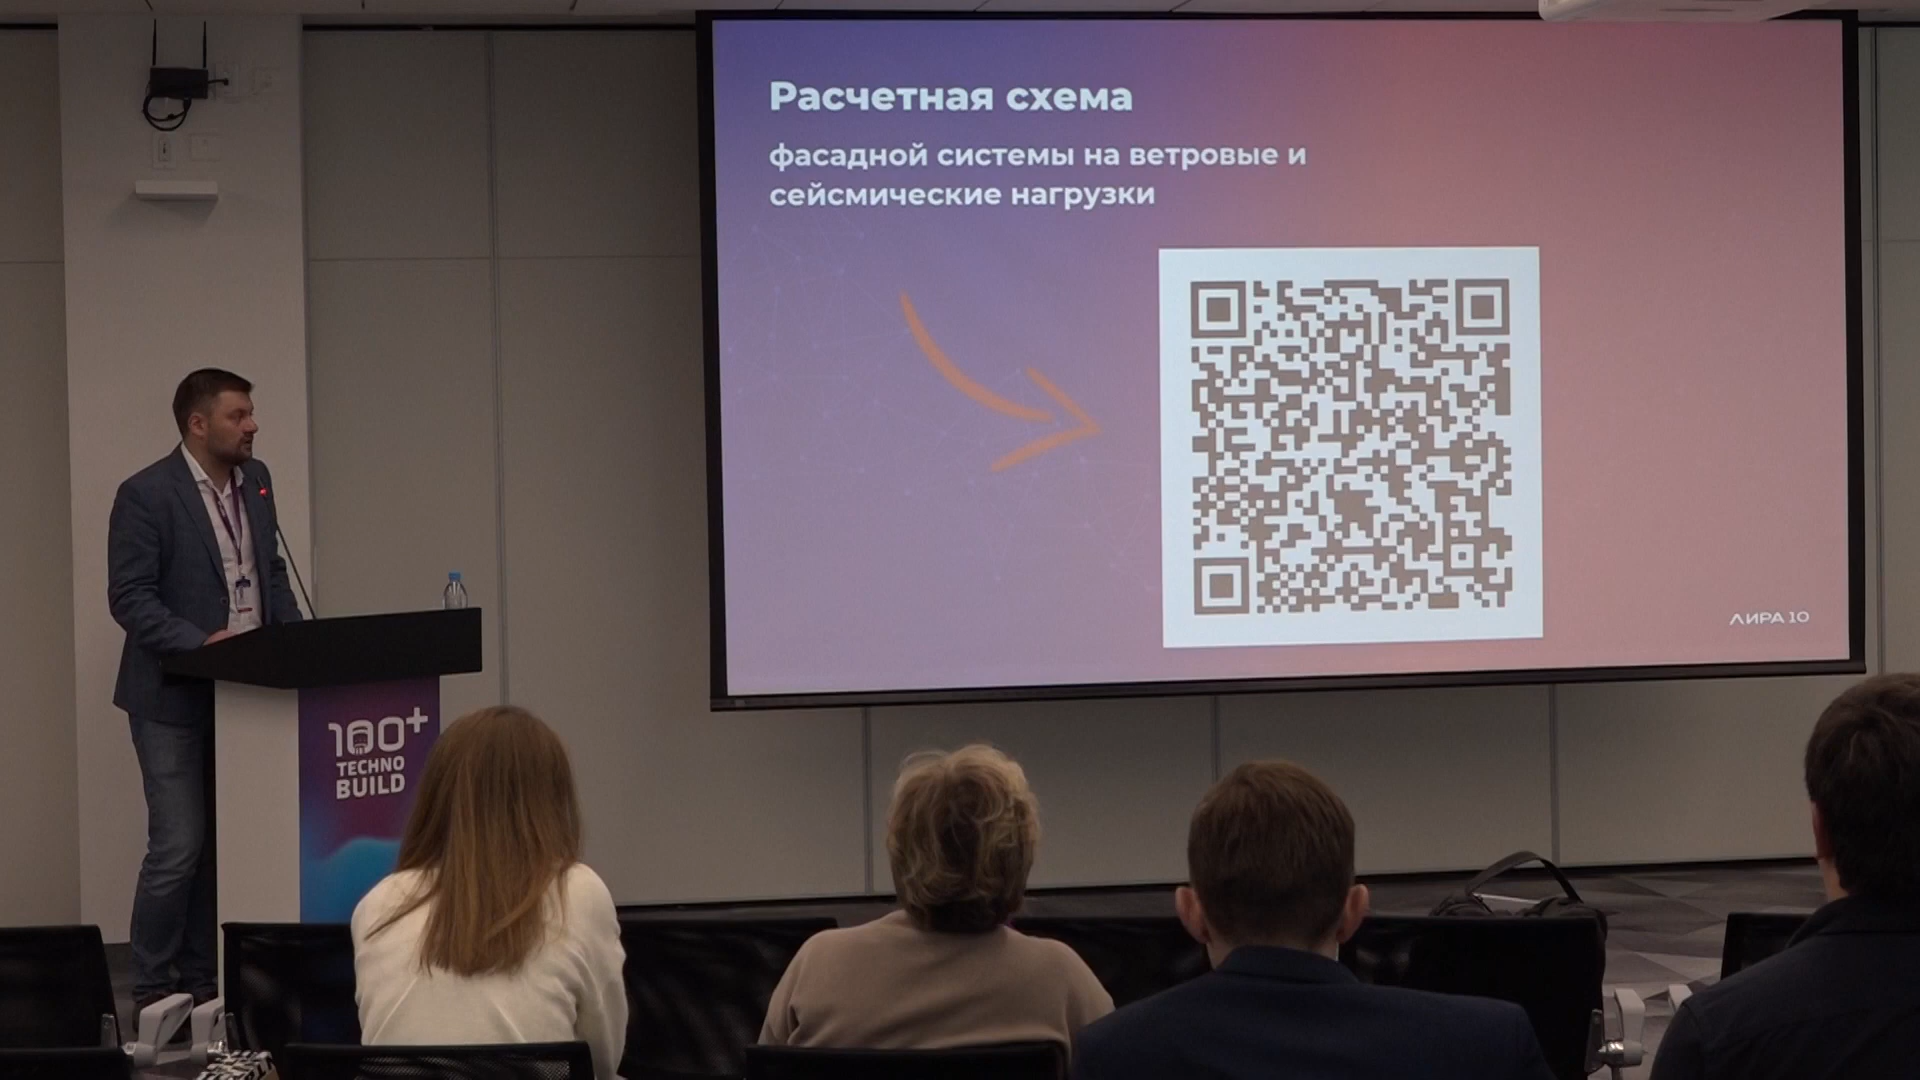 Расчетная схема
фасадной системы на ветровые и
сейсмические нагрузки
ЛИРА 10
100+
TECHNO
BUILD